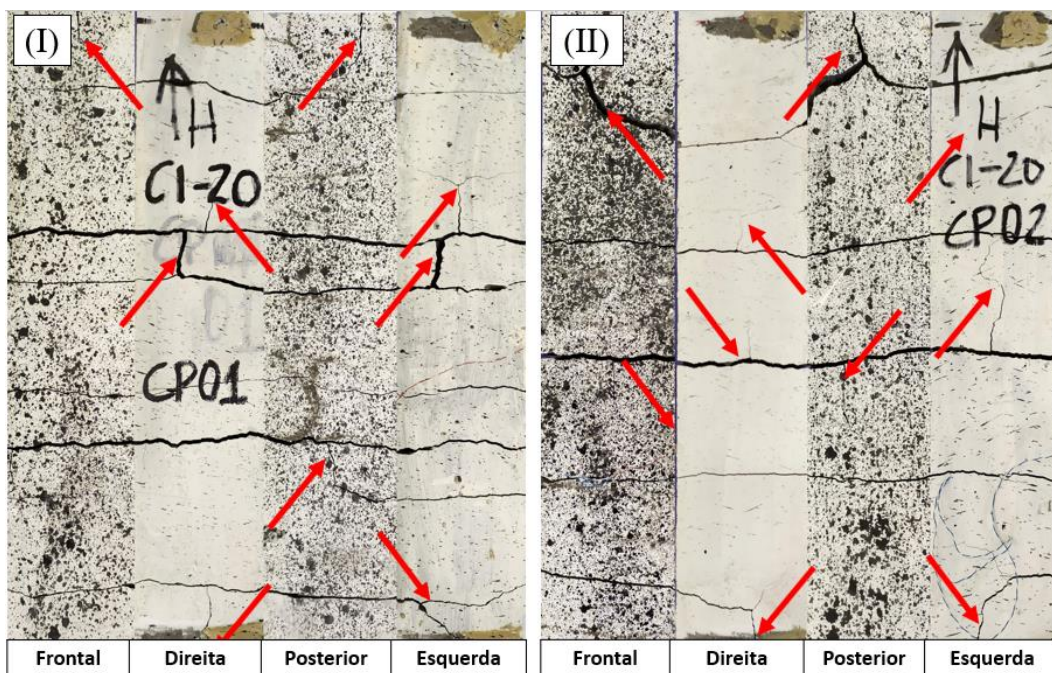 (I)
H
C1-20
CP01
Frontal Direita Posterior Esquerda
(II)
H
C1-20
CP02
Frontal Direita Posterior Esquerda